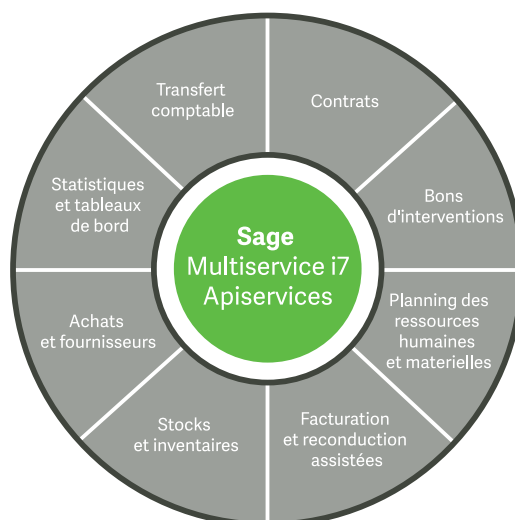 Transfert
comptable
Contrats
Statistiques
et tableaux
de bord
Bons
d'interventions
Sage
Multiservice i7
Apiservices
Achats
et fournisseurs
Planning des
ressources
humaines
et materielles
Stocks
et inventaires
Facturation
et reconduction
assistées